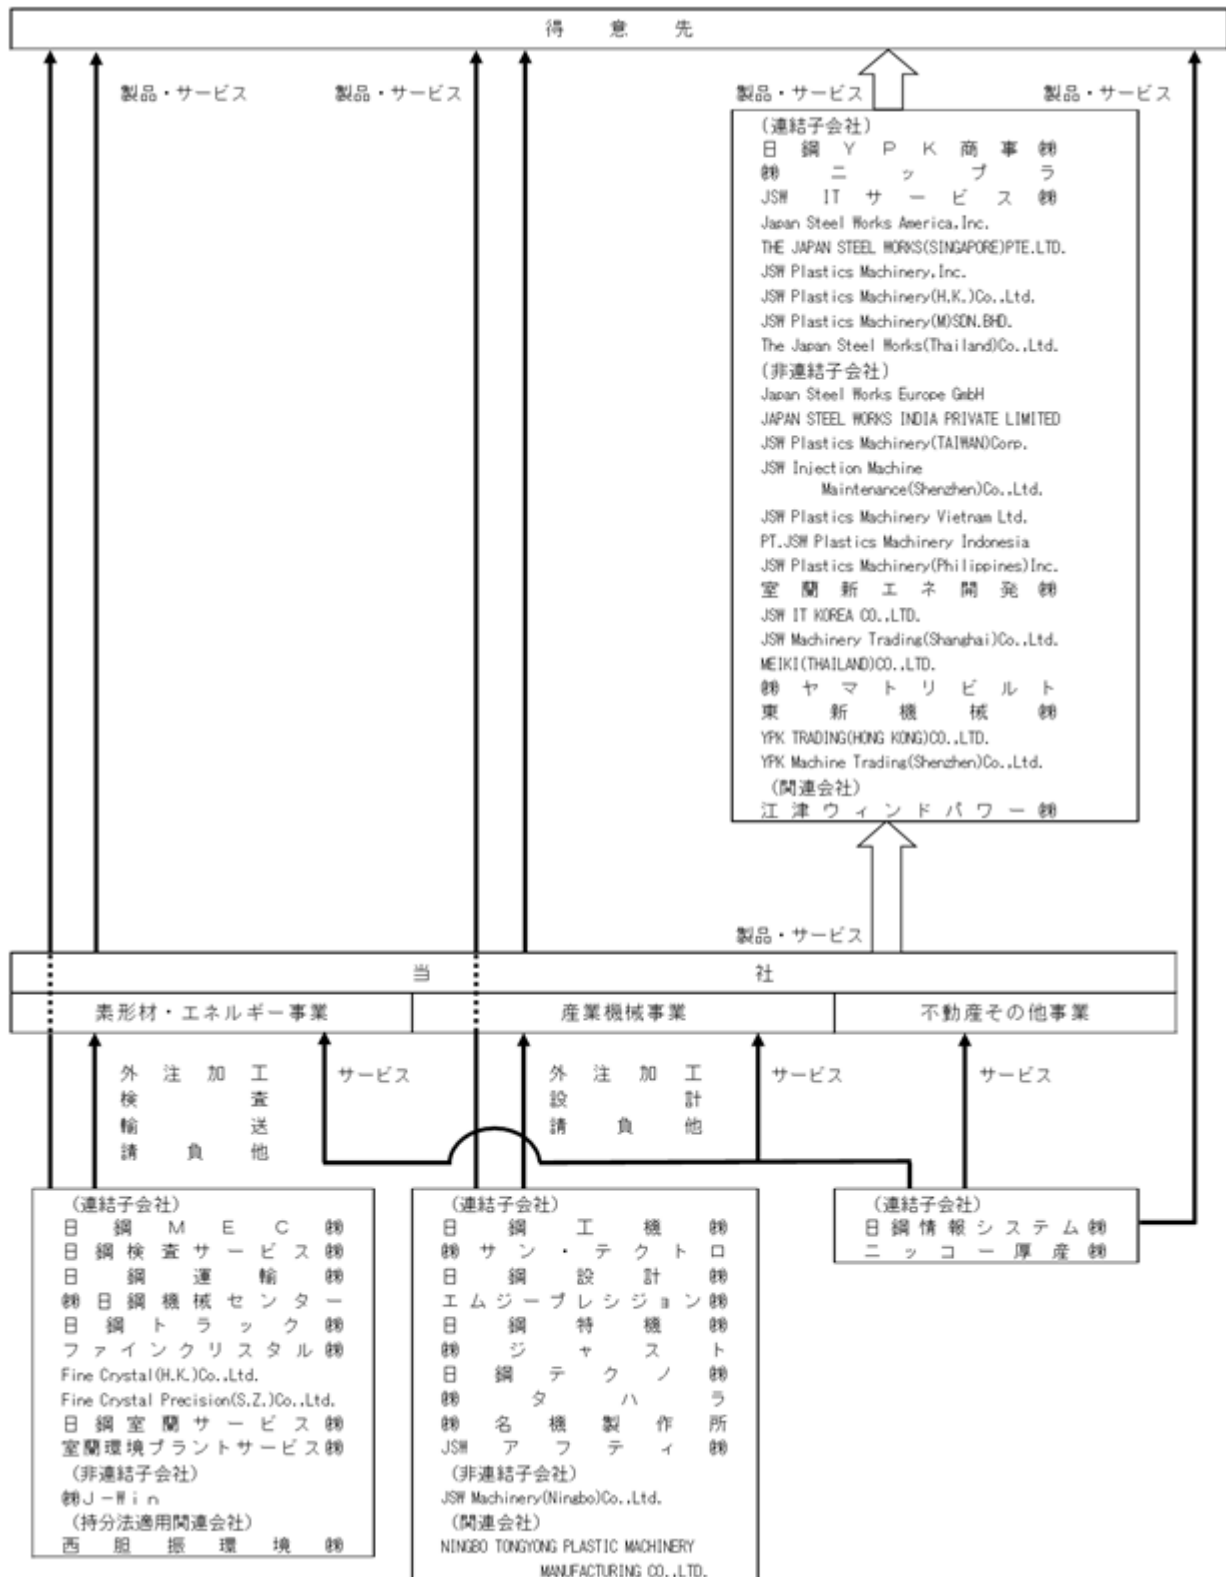 得意先
製品・サービス
製品・サービス
製品・サービス
製品・サービス
(連結子会社)
日鋼YPK商事㈱
㈱ニップラ
JSW ITサービス㈱
Japan Steel Works America,Inc.
THE JAPAN STEEL WORKS(SINGAPORE)PTE.LTD.
JSW Plastics Machinery,Inc.
JSW Plastics Machinery(H.K.)Co.,Ltd.
JSW Plastics Machinery(M)SDN.BHD.
The Japan Steel Works(Thailand)Co.,Ltd.
(非連結子会社)
Japan Steel Works Europe GmbH
JAPAN STEEL WORKS INDIA PRIVATE LIMITED
JSW Plastics Machinery(TAIWAN)Corp.
JSW Injection Machine
Maintenance(Shenzhen)Co.,Ltd.
JSW Plastics Machinery Vietnam Ltd.
PT.JSW Plastics Machinery Indonesia
JSW Plastics Machinery(Philippines)Inc.
室蘭新エネ開発㈱
JSW IT KOREA CO.,LTD.
JSW Machinery Trading(Shanghai)Co.,Ltd.
MEIKI(THAILAND)CO.,LTD.
㈱ヤマトリビルト
東新機械㈱
YPK TRADING(HONG KONG)CO.,LTD.
YPK Machine Trading(Shenzhen)Co.,Ltd.
(関連会社)
江津ウィンドパワー㈱
製品・サービス
当社
素形材・エネルギー事業
産業機械事業
不動産その他事業
外注加工
検査
輸送
請負他
サービス
外注加工
設計
請負他
サービス
サービス
(連結子会社)
日鋼MEC㈱
日鋼検査サービス㈱
日鋼運輸㈱
㈱日鋼機械センター
日鋼トラック㈱
ファインクリスタル㈱
Fine Crystal(H.K.)Co.,Ltd.
Fine Crystal Precision(S.Z.)Co.,Ltd.
日鋼室蘭サービス㈱
室蘭環境プラントサービス㈱
(非連結子会社)
㈱J-Win
(持分法適用関連会社)
西胆振環境㈱
(連結子会社)
日鋼工機㈱
㈱サン・テクトロ
日鋼設計㈱
エムジープレシジョン㈱
日鋼特機㈱
㈱ジャスト
日鋼テクノ㈱
㈱タハラ
㈱名機製作所
JSWアフティ㈱
(非連結子会社)
JSW Machinery(Ningbo)Co.,Ltd.
(関連会社)
NINGBO TONGYONG PLASTIC MACHINERY
MANUFACTURING CO.,LTD.
(連結子会社)
日鋼情報システム㈱
ニッコー厚産㈱